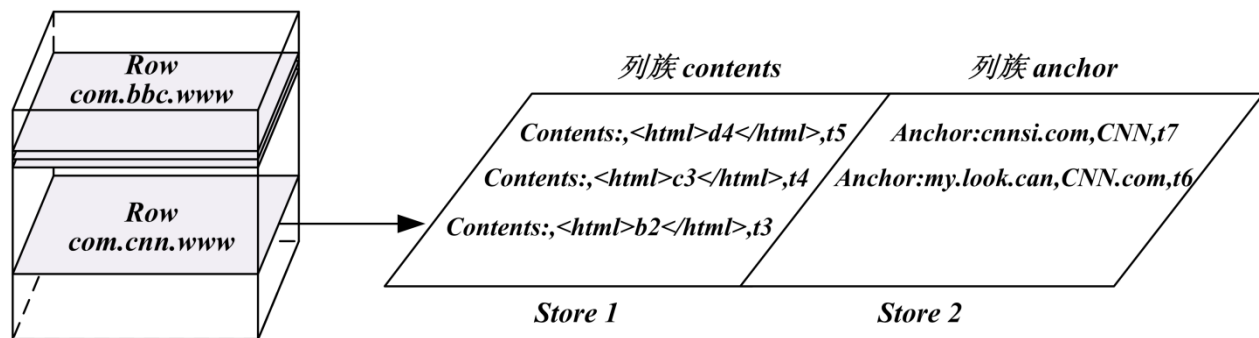 Row
com.bbc.www
Row
com.cnn.www
列族 contents
列族 anchor
Contents:,<html>d4</html>,t5
Anchor:cnnsi.com,CNN,t7
Contents:,<html>c3</html>,t4
Anchor:my.look.can,CNN.com,t6
Contents:,<html>b2</html>,t3
Store 1
Store 2